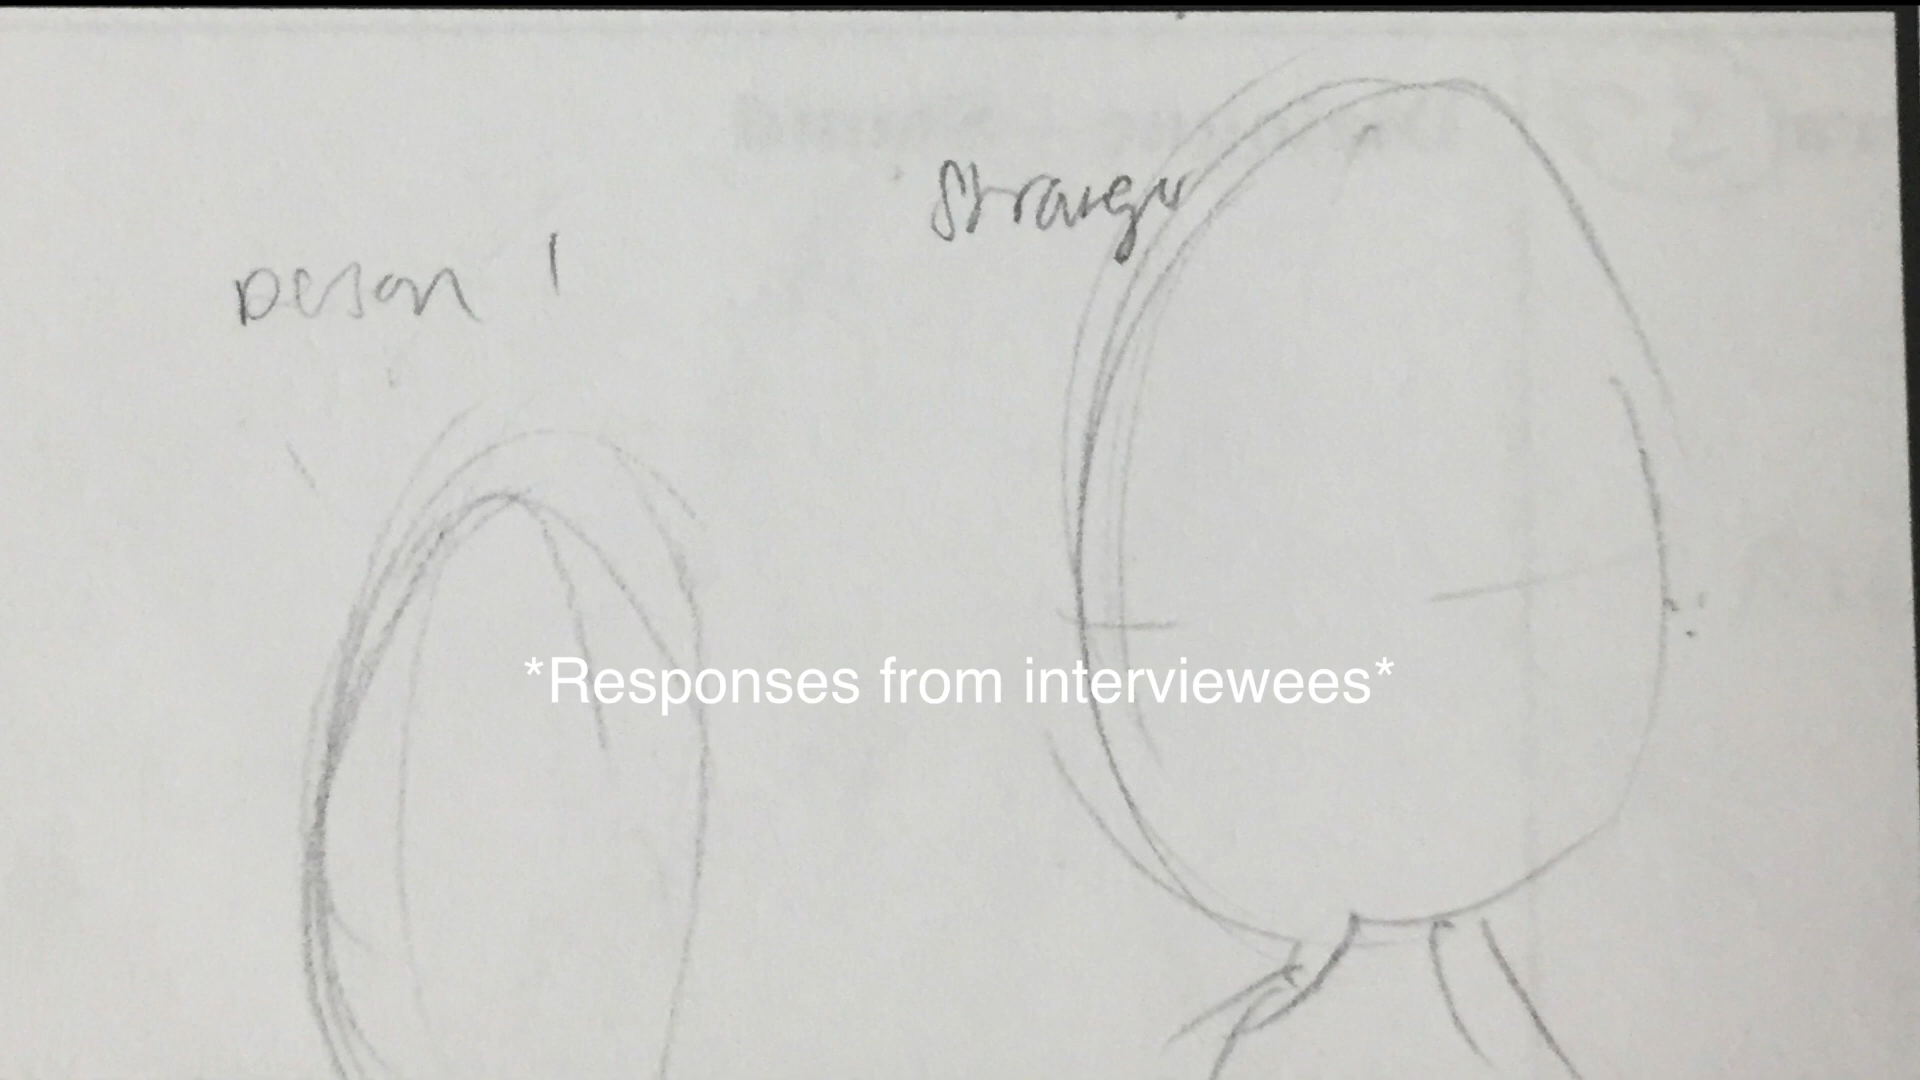 Stranger
person 1
*Responses from interviewees*